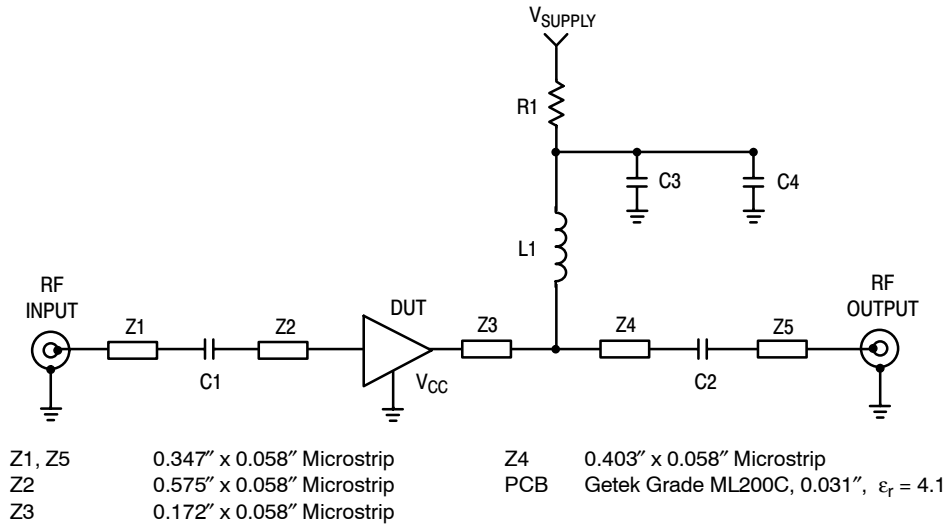 VSUPPLY
R1
C3
C4
L1
RF
INPUT
RF
OUTPUT
DUT
Z1
Z2
Z3
Z4
Z5
C1
VCC
C2
Z1, Z5 0.347″ x 0.058″ Microstrip
Z2 0.575″ x 0.058″ Microstrip
Z3 0.172″ x 0.058″ Microstrip
Z4 0.403″ x 0.058″ Microstrip
PCB Getek Grade ML200C, 0.031″, εr = 4.1